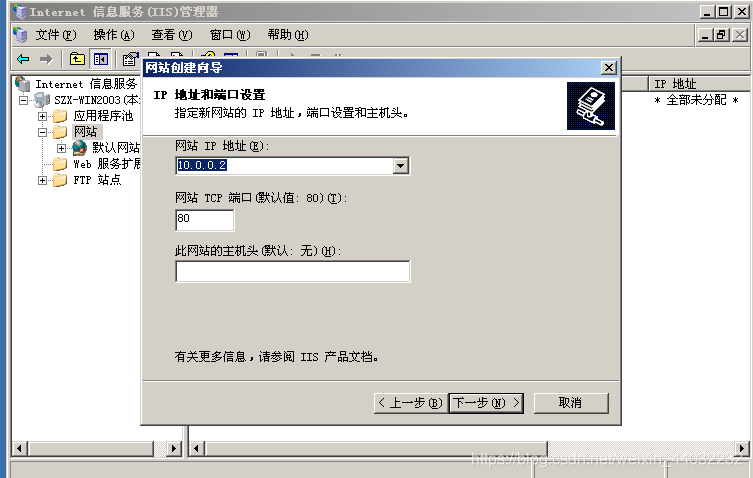 Internet 信息服务(IIS)管理器
文件(F) 操作(A) 查看(V) 窗口(W) 帮助(H)
Internet 信息服务
SZX-WIN2003(本
应用程序池
网站
默认网站
Web 服务扩展
FTP 站点
IP 地址
* 全部未分配 *
网站创建向导
IP 地址和端口设置
指定新网站的 IP 地址，端口设置和主机头。
网站 IP 地址(E):
10.0.0.2
网站 TCP 端口(默认值: 80)(T):
80
此网站的主机头(默认: 无)(H):
有关更多信息，请参阅 IIS 产品文档。
< 上一步(B) 下一步(N) > 取消
https://blog.csdn.net/weixin_44032232